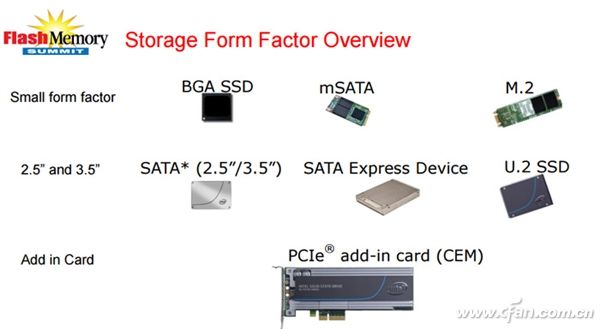 Flash Memory
SUMMIT
Storage Form Factor Overview
Small form factor
BGA SSD
mSATA
M.2
2.5” and 3.5”
SATA* (2.5”/3.5”)
SATA Express Device
U.2 SSD
Add in Card
PCIe® add-in card (CEM)
www.cfan.com.cn